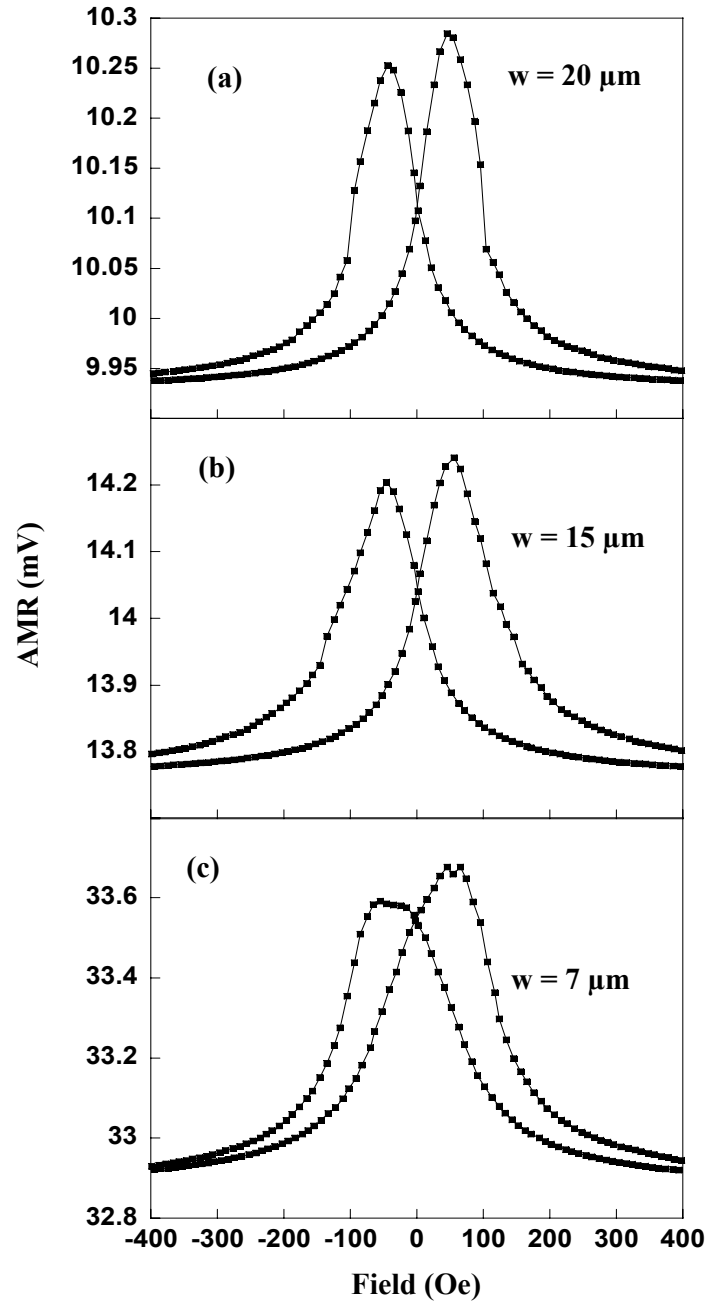 10.3
10.25
10.2
10.15
10.1
10.05
10
9.95
(a)
w = 20 µm
14.2
14.1
14
13.9
13.8
(b)
w = 15 µm
AMR (mV)
33.6
33.4
33.2
33
32.8
(c)
w = 7 µm
-400 -300 -200 -100 0 100 200 300 400
Field (Oe)